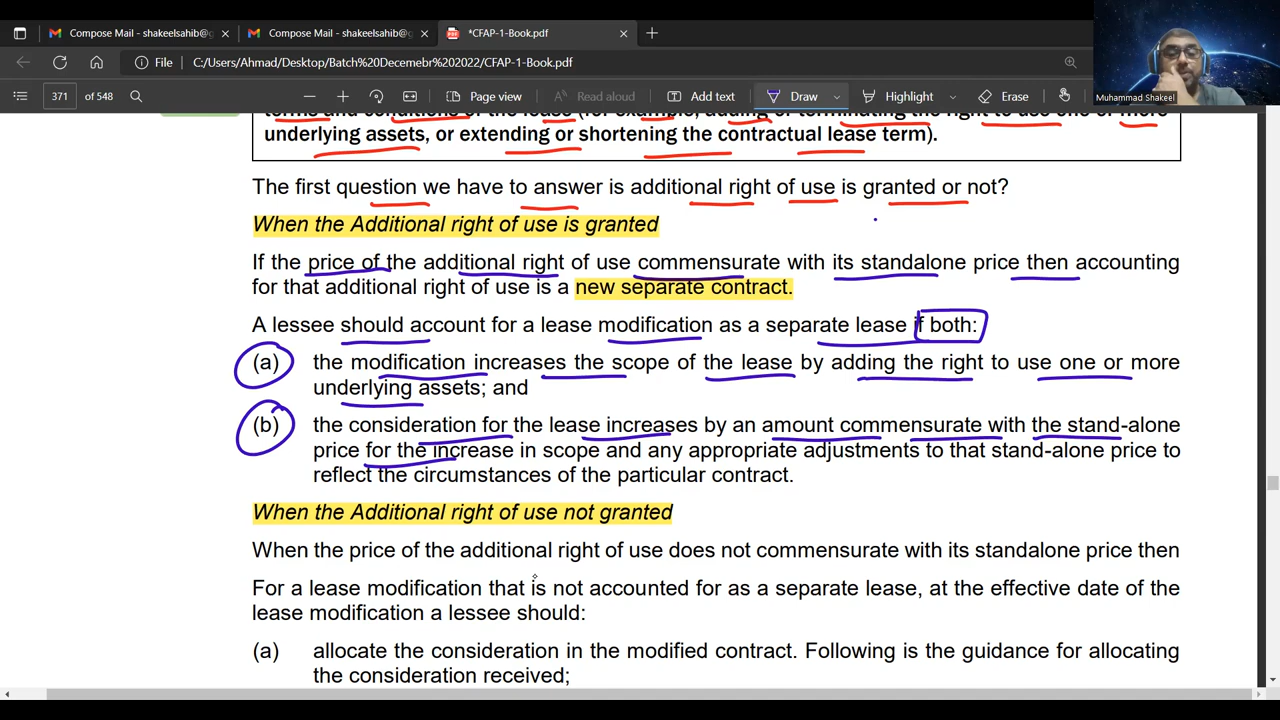 Compose Mail - shakeelsahib@g
Compose Mail - shakeelsahib@g
*CFAP-1-Book.pdf
File C:/Users/Ahmad/Desktop/Batch%20Decemebr%202022/CFAP-1-Book.pdf
371 of 548 Page view Read aloud Add text Draw Highlight Erase
Muhammad Shakeel
underlying assets, or extending or shortening the contractual lease term).
The first question we have to answer is additional right of use is granted or not?
When the Additional right of use is granted
If the price of the additional right of use commensurate with its standalone price then accounting
for that additional right of use is a new separate contract.
A lessee should account for a lease modification as a separate lease if both:
(a) the modification increases the scope of the lease by adding the right to use one or more
underlying assets; and
(b) the consideration for the lease increases by an amount commensurate with the stand-alone
price for the increase in scope and any appropriate adjustments to that stand-alone price to
reflect the circumstances of the particular contract.
When the Additional right of use not granted
When the price of the additional right of use does not commensurate with its standalone price then
For a lease modification that is not accounted for as a separate lease, at the effective date of the
lease modification a lessee should:
(a) allocate the consideration in the modified contract. Following is the guidance for allocating
the consideration received;